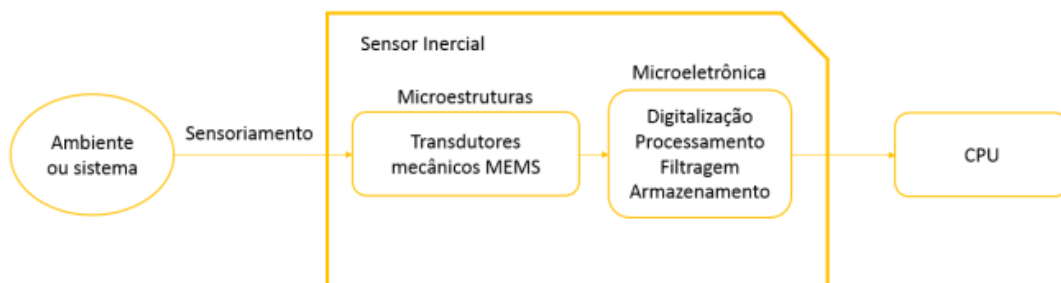 Sensor Inercial
Microeletrônica
Microestruturas
Sensoriamento
Ambiente
ou sistema
Transdutores
mecânicos MEMS
Digitalização
Processamento
Filtragem
Armazenamento
CPU